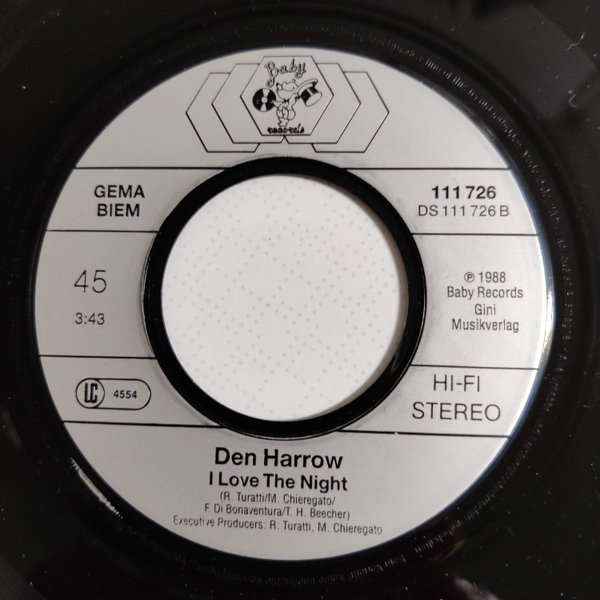 Baby
records
GEMA
BIEM
111 726
DS 111 726 B
45
3:43
℗ 1988
Baby Records
Gini
Musikverlag
LC
4554
HI-FI
STEREO
Den Harrow
I Love The Night
(R. Turatti/M. Chieregato/
F. Di Bonaventura/T. H. Beecher)
Executive Producers: R. Turatti, M. Chieregato